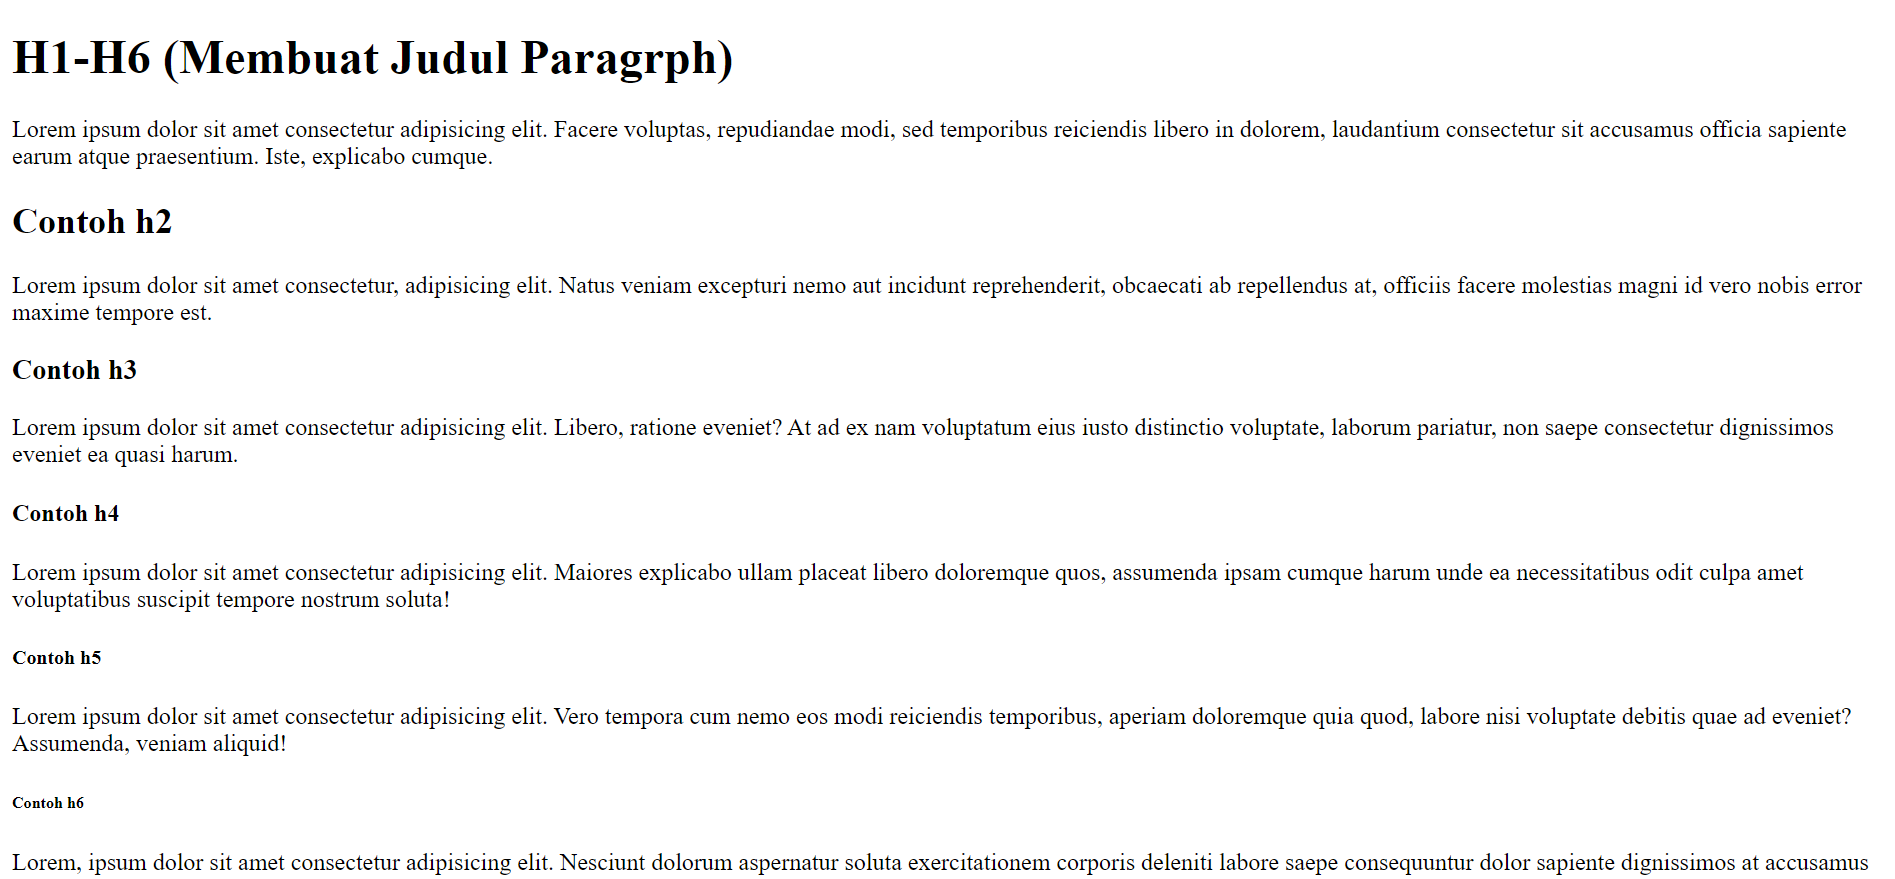 H1-H6 (Membuat Judul Paragrph)
Lorem ipsum dolor sit amet consectetur adipisicing elit. Facere voluptas, repudiandae modi, sed temporibus reiciendis libero in dolorem, laudantium consectetur sit accusamus officia sapiente
earum atque praesentium. Iste, explicabo cumque.
Contoh h2
Lorem ipsum dolor sit amet consectetur, adipisicing elit. Natus veniam excepturi nemo aut incidunt reprehenderit, obcaecati ab repellendus at, officiis facere molestias magni id vero nobis error
maxime tempore est.
Contoh h3
Lorem ipsum dolor sit amet consectetur adipisicing elit. Libero, ratione eveniet? At ad ex nam voluptatum eius iusto distinctio voluptate, laborum pariatur, non saepe consectetur dignissimos
eveniet ea quasi harum.
Contoh h4
Lorem ipsum dolor sit amet consectetur adipisicing elit. Maiores explicabo ullam placeat libero doloremque quos, assumenda ipsam cumque harum unde ea necessitatibus odit culpa amet
voluptatibus suscipit tempore nostrum soluta!
Contoh h5
Lorem ipsum dolor sit amet consectetur adipisicing elit. Vero tempora cum nemo eos modi reiciendis temporibus, aperiam doloremque quia quod, labore nisi voluptate debitis quae ad eveniet?
Assumenda, veniam aliquid!
Contoh h6
Lorem, ipsum dolor sit amet consectetur adipisicing elit. Nesciunt dolorum aspernatur soluta exercitationem corporis deleniti labore saepe consequuntur dolor sapiente dignissimos at accusamus